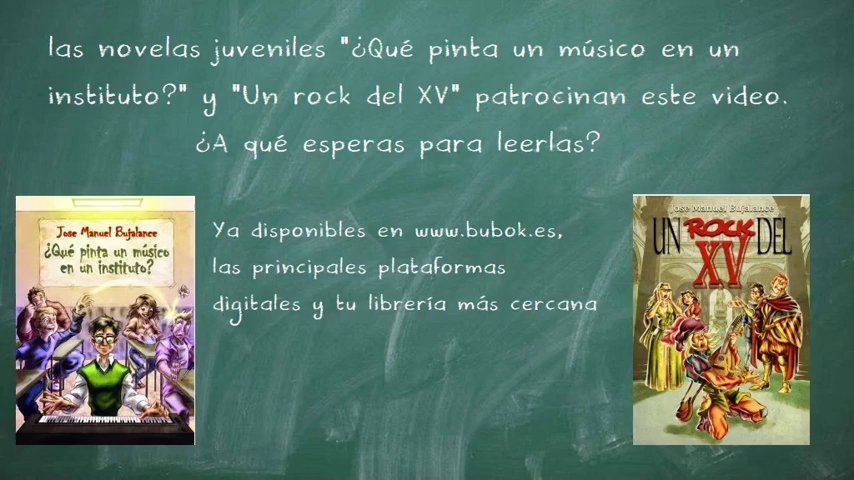 las novelas juveniles "¿Qué pinta un músico en un
instituto?" y "Un rock del XV" patrocinan este video.
¿A qué esperas para leerlas?
Jose Manuel Bujalance
¿Qué pinta un músico
en un instituto?
Ya disponibles en www.bubok.es,
las principales plataformas
digitales y tu librería más cercana
Jose Manuel Bujalance
UN ROCK DEL
XV